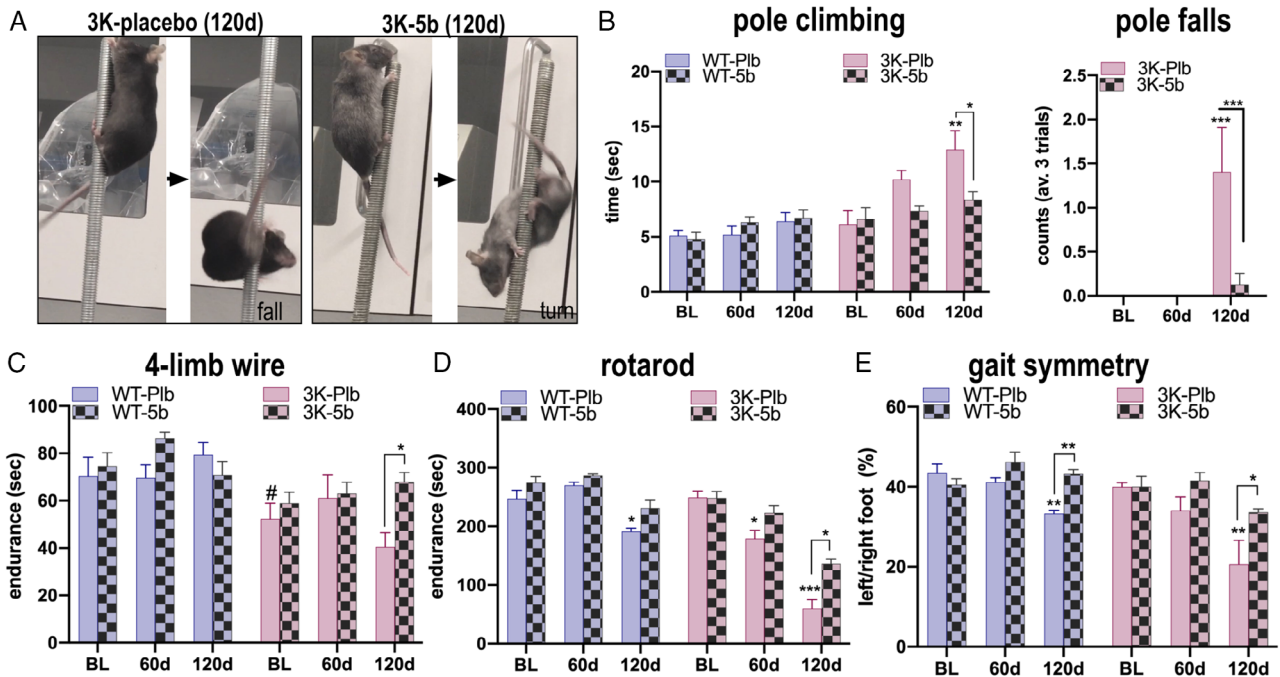 A
3K-placebo (120d)
3K-5b (120d)
fall
turn
B
pole climbing
WT-Plb
WT-5b
3K-Plb
3K-5b
time (sec)
20
15
10
5
0
**
*
BL
60d
120d
BL
60d
120d
pole falls
3K-Plb
3K-5b
counts (av. 3 trials)
2.5
2.0
1.5
1.0
0.5
0.0
***
***
BL
60d
120d
C
4-limb wire
WT-Plb
WT-5b
3K-Plb
3K-5b
endurance (sec)
100
80
60
40
20
0
#
*
BL
60d
120d
BL
60d
120d
D
rotarod
WT-Plb
WT-5b
3K-Plb
3K-5b
endurance (sec)
400
300
200
100
0
*
*
***
*
BL
60d
120d
BL
60d
120d
E
gait symmetry
WT-Plb
WT-5b
3K-Plb
3K-5b
left/right foot (%)
60
40
20
0
**
**
**
*
BL
60d
120d
BL
60d
120d